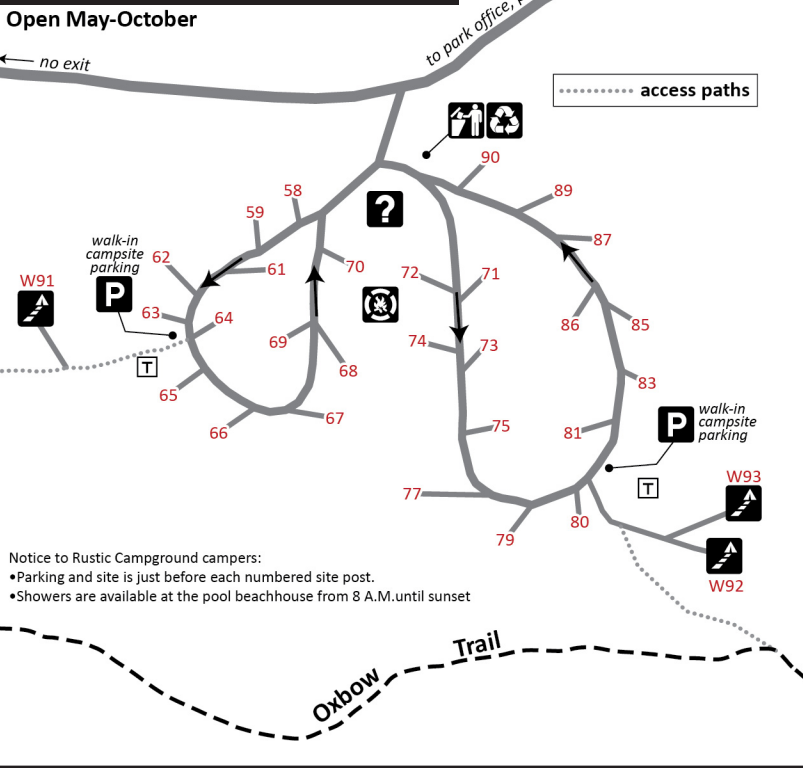 Open May-October
no exit
to park office,
access paths
90
89
87
58
59
?
walk-in
campsite
parking
P
62
61
70
72
71
W91
63
64
86
85
74
73
69
68
T
65
83
67
66
75
81
P
walk-in
campsite
parking
77
T
W93
80
79
W92
Notice to Rustic Campground campers:
•Parking and site is just before each numbered site post.
•Showers are available at the pool beachhouse from 8 A.M.until sunset
Oxbow Trail